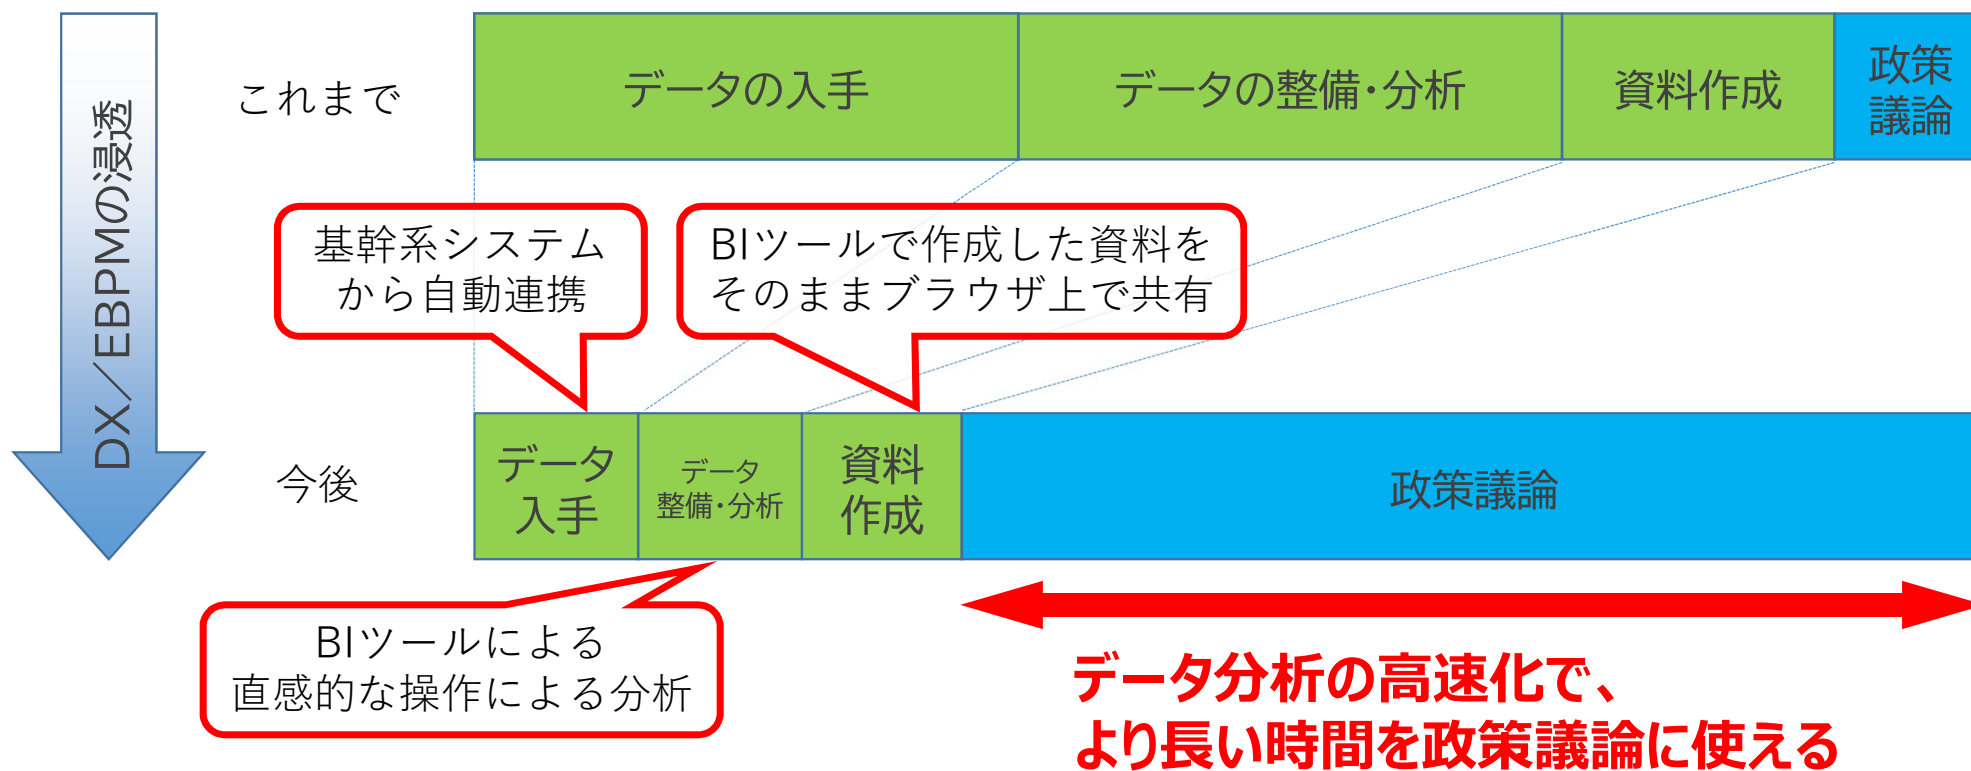 DX／EBPMの浸透
これまで
データの入手
データの整備・分析
資料作成
政策
議論
基幹系システム
から自動連携
BIツールで作成した資料を
そのままブラウザ上で共有
今後
データ
入手
データ
整備・分析
資料
作成
政策議論
BIツールによる
直感的な操作による分析
データ分析の高速化で、
より長い時間を政策議論に使える